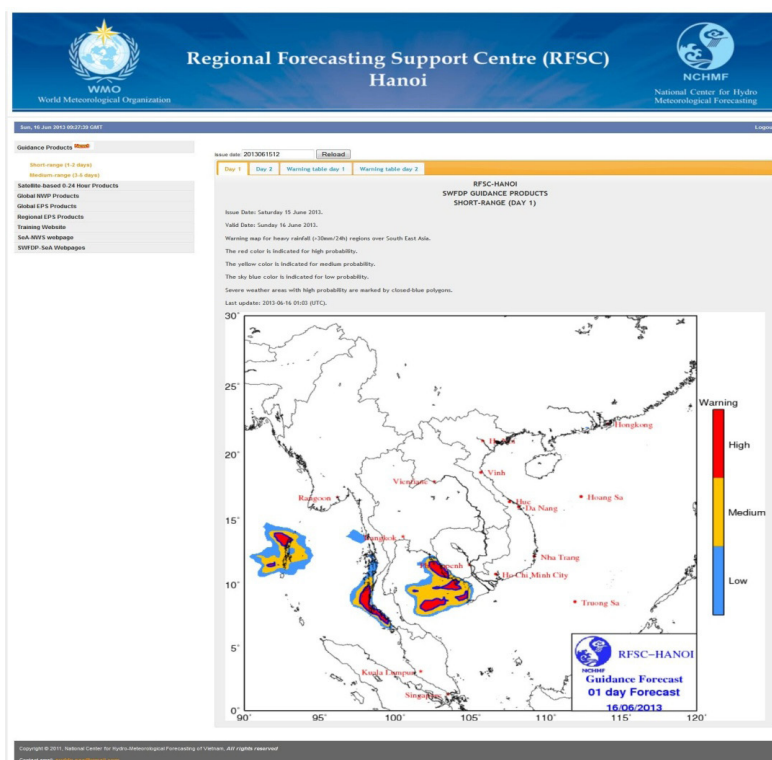 Regional Forecasting Support Centre (RFSC)
Hanoi
WMO
World Meteorological Organization
NCHMF
National Center for Hydro
Meteorological Forecasting
Sun, 16 Jun 2013 09:27:39 GMT
Logout
Guidance Products
Short-range (1-2 days)
Medium-range (3-5 days)
Satellite-based 0-24 Hour Products
Global NWP Products
Global EPS Products
Regional EPS Products
Training Website
SeA-NWS webpage
SWFDP-SeA Webpages
Issue date: 2013061512 Reload
Day 1 Day 2 Warning table day 1 Warning table day 2
RFSC-HANOI
SWFDP GUIDANCE PRODUCTS
SHORT-RANGE (DAY 1)
Issue Date: Saturday 15 June 2013.
Valid Date: Sunday 16 June 2013.
Warning map for heavy rainfall (>30mm/24h) regions over South East Asia.
The red color is indicated for high probability.
The yellow color is indicated for medium probability.
The sky blue color is indicated for low probability.
Severe weather areas with high probability are marked by closed-blue polygons.
Last update: 2013-06-16 01:03 (UTC).
30°
25°
20°
15°
10°
5°
0°
90° 95° 100° 105° 110° 115° 120°
Hongkong
Vinh
Vientiane
Rangoon
Hue
Da Nang
Hoang Sa
Bangkok
Nha Trang
Ho Chi Minh City
Truong Sa
Kuala Lumpur
Singapore
Warning
High
Medium
Low
NCHMF
RFSC-HANOI
Guidance Forecast
01 day Forecast
16/06/2013
Copyright © 2011, National Center for Hydro-Meteorological Forecasting of Vietnam. All rights reserved